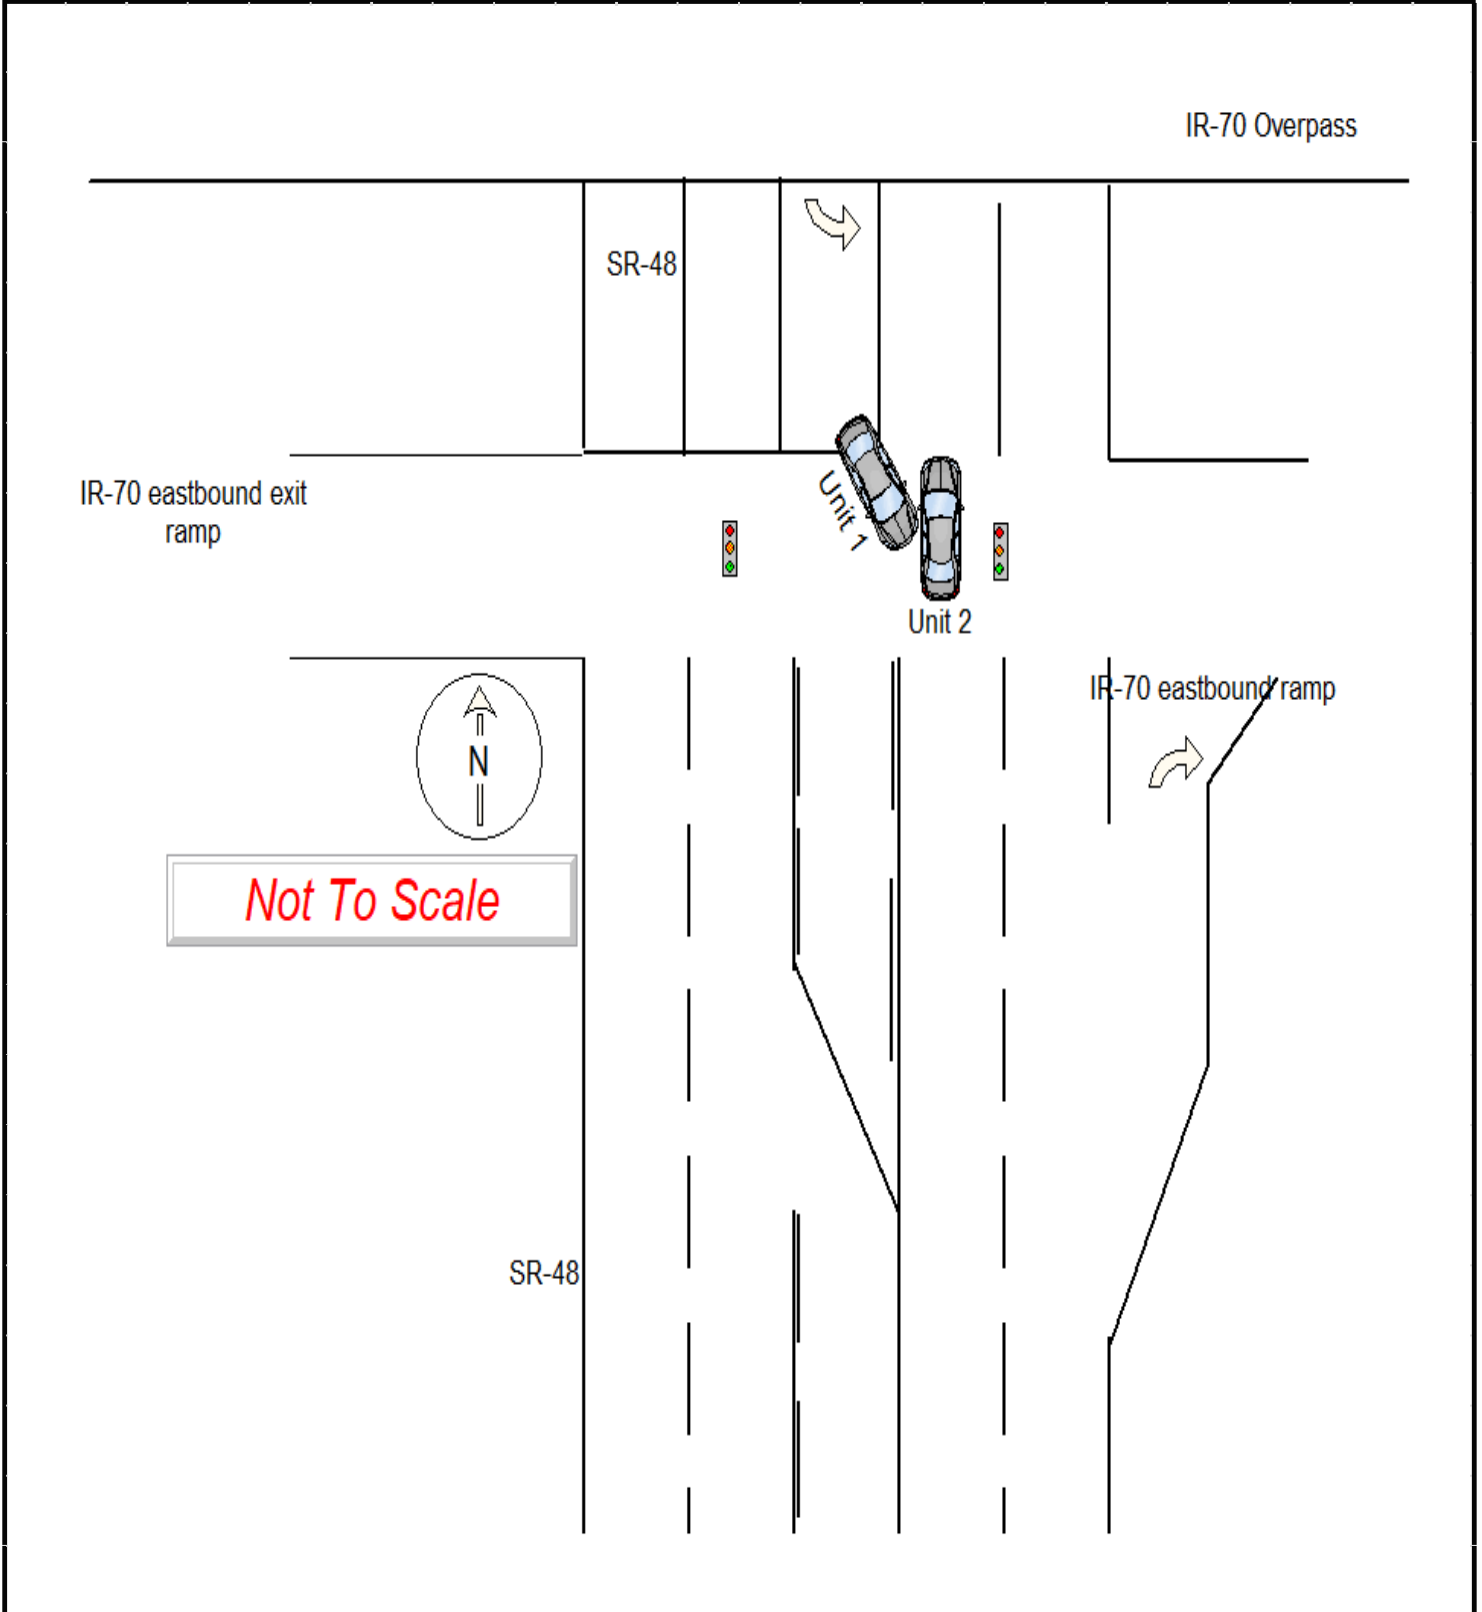 IR-70 Overpass
SR-48
IR-70 eastbound exit
ramp
Unit 1
Unit 2
IR-70 eastbound ramp
N
Not To Scale
SR-48